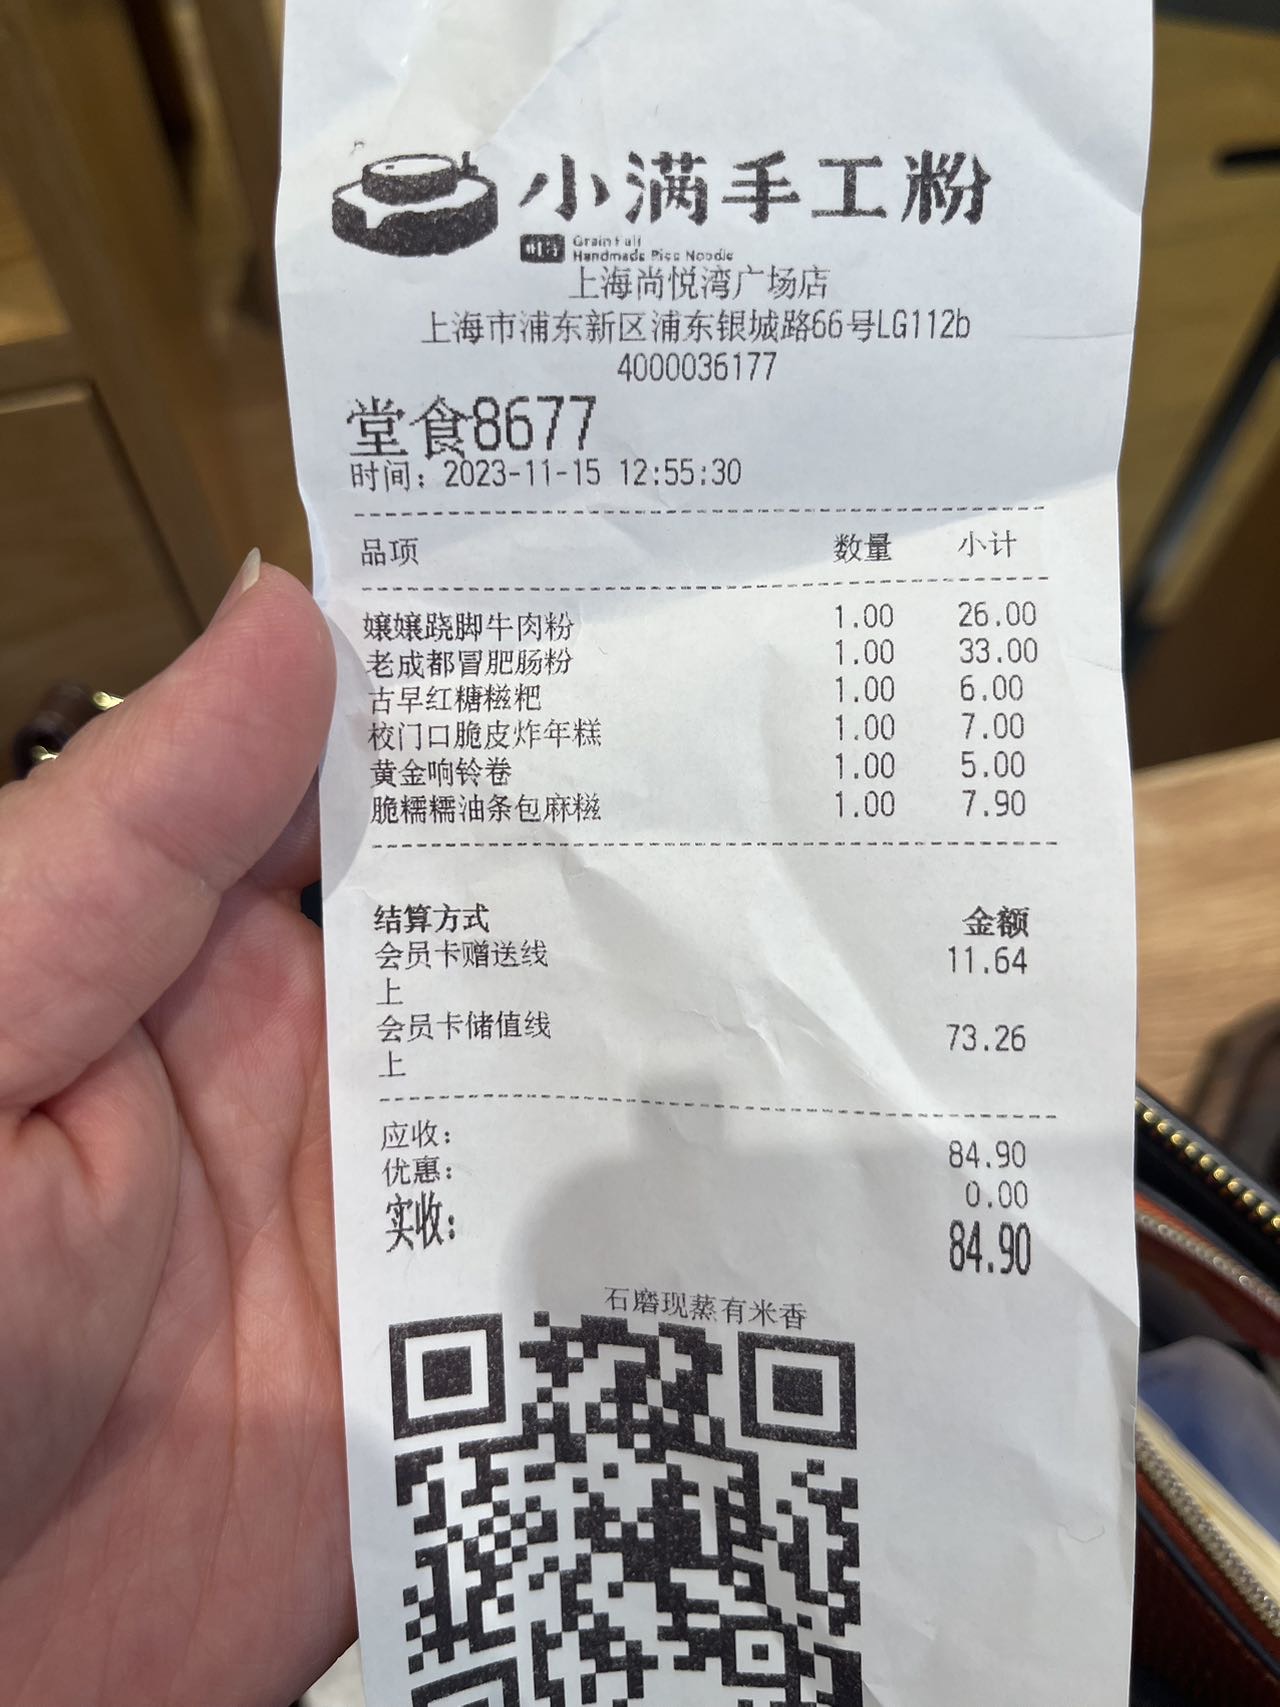 小满手工粉
Handmade Rice Noodle
上海尚悦湾广场店
上海市浦东新区浦东银城路66号LG112b
4000036177
堂食8677
时间：2023-11-15 12:55:30
品项 数量 小计
嬢嬢跷脚牛肉粉 1.00 26.00
老成都冒肥肠粉 1.00 33.00
古早红糖糍粑 1.00 6.00
校门口脆皮炸年糕 1.00 7.00
黄金响铃卷 1.00 5.00
脆糯糯油条包麻糍 1.00 7.90
结算方式 金额
会员卡赠送线 11.64
上
会员卡储值线 73.26
上
应收： 84.90
优惠： 0.00
实收： 84.90
石磨现蒸有米香